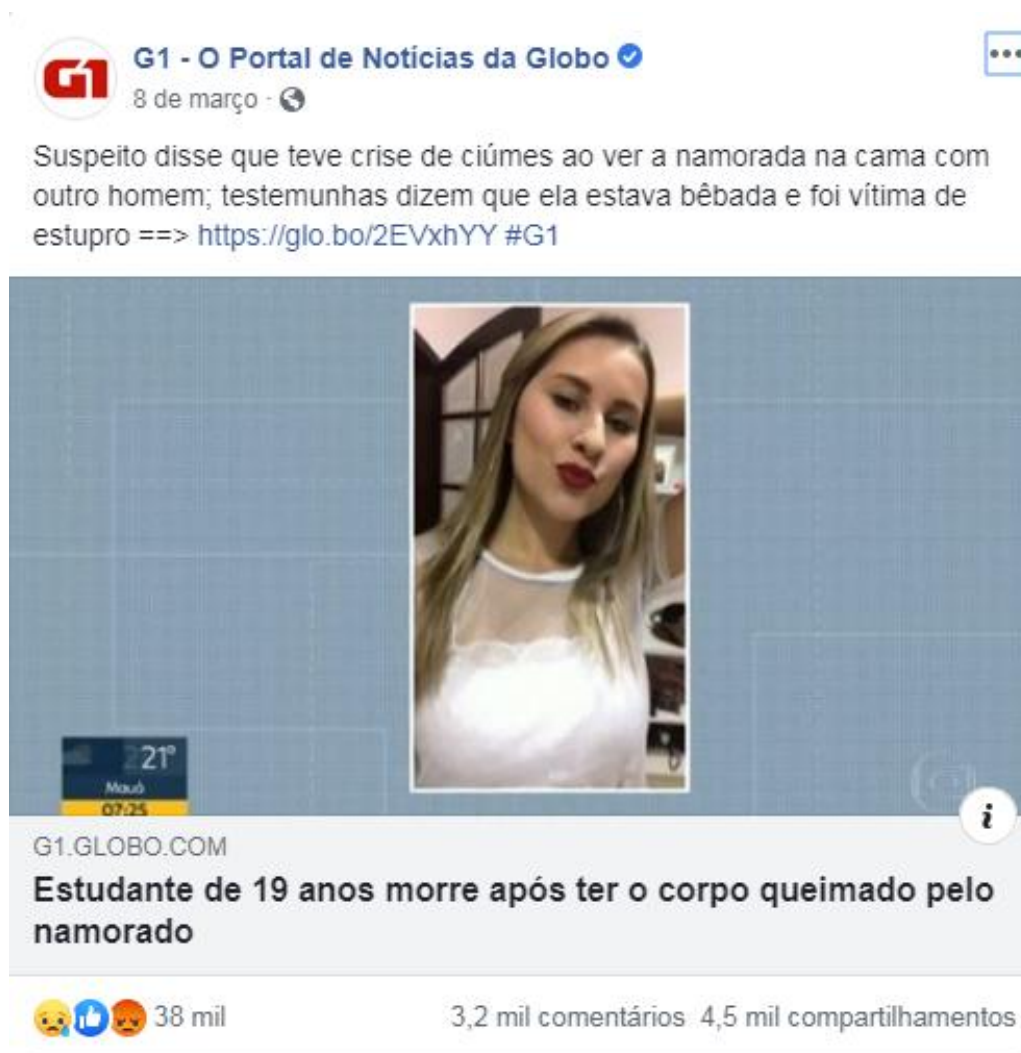 G1
G1 - O Portal de Notícias da Globo
8 de março ·
Suspeito disse que teve crise de ciúmes ao ver a namorada na cama com
outro homem; testemunhas dizem que ela estava bêbada e foi vítima de
estupro ==> https://glo.bo/2EVxhYY #G1
21°
Mauá
07:25
i
G1.GLOBO.COM
Estudante de 19 anos morre após ter o corpo queimado pelo
namorado
38 mil
3,2 mil comentários 4,5 mil compartilhamentos